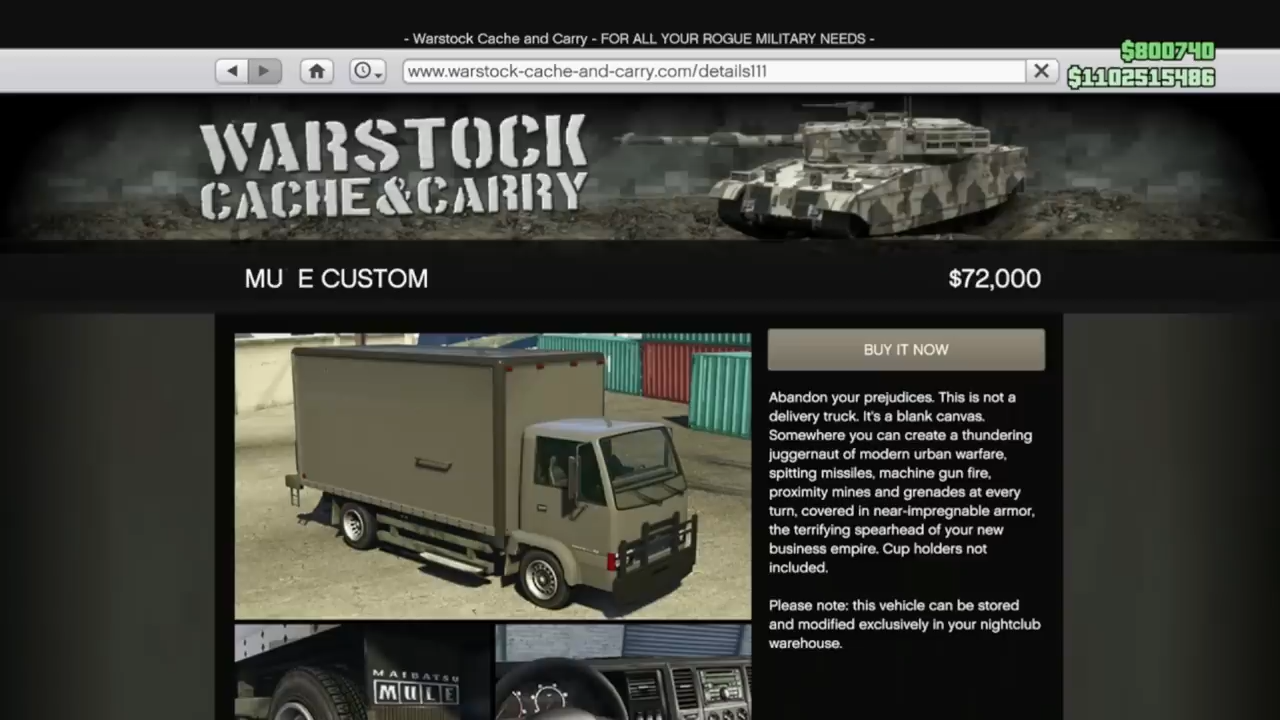 - Warstock Cache and Carry - FOR ALL YOUR ROGUE MILITARY NEEDS -
$800740
www.warstock-cache-and-carry.com/details111
$1102515486
WARSTOCK
CACHE&CARRY
MU E CUSTOM
$72,000
BUY IT NOW
Abandon your prejudices. This is not a
delivery truck. It's a blank canvas.
Somewhere you can create a thundering
juggernaut of modern urban warfare,
spitting missiles, machine gun fire,
proximity mines and grenades at every
turn, covered in near-impregnable armor,
the terrifying spearhead of your new
business empire. Cup holders not
included.
Please note: this vehicle can be stored
and modified exclusively in your nightclub
warehouse.
MAIBATSU
MULE